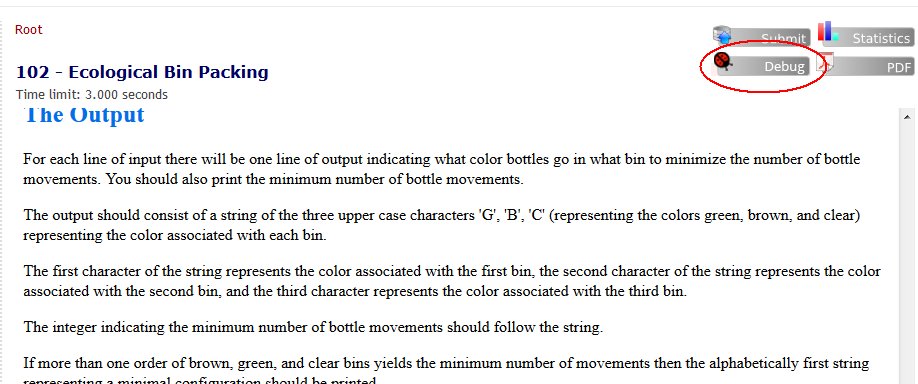 Root
Submit
Statistics
102 - Ecological Bin Packing
Debug
PDF
Time limit: 3.000 seconds
The Output
For each line of input there will be one line of output indicating what color bottles go in what bin to minimize the number of bottle
movements. You should also print the minimum number of bottle movements.
The output should consist of a string of the three upper case characters 'G', 'B', 'C' (representing the colors green, brown, and clear)
representing the color associated with each bin.
The first character of the string represents the color associated with the first bin, the second character of the string represents the color
associated with the second bin, and the third character represents the color associated with the third bin.
The integer indicating the minimum number of bottle movements should follow the string.
If more than one order of brown, green, and clear bins yields the minimum number of movements then the alphabetically first string
representing a minimal configuration should be printed.